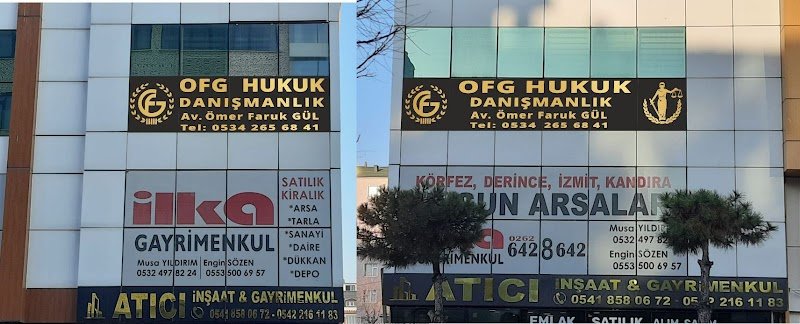 OFG HUKUK
DANIŞMANLIK
Av. Ömer Faruk GÜL
Tel: 0534 265 68 41
ilka
GAYRİMENKUL
Musa YILDIRIM Engin SÖZEN
0532 497 82 24 0553 500 69 57
SATILIK
KİRALIK
*ARSA
*TARLA
*SANAYİ
*DAİRE
*DÜKKAN
*DEPO
ATICI İNŞAAT & GAYRİMENKUL
0541 858 06 72 - 0542 216 11 83
OFG HUKUK
DANIŞMANLIK
Av. Ömer Faruk GÜL
Tel: 0534 265 68 41
KÖRFEZ, DERİNCE, İZMİT, KANDIRA
ARSALAR
GAYRİMENKUL
0262
642 8 642
Musa YILDIRIM
0532 497 82
Engin SÖZEN
0553 500 69 57
ATICI İNŞAAT & GAYRİMENKUL
0541 858 06 72 - 0542 216 11 83
EMLAK SATILIK